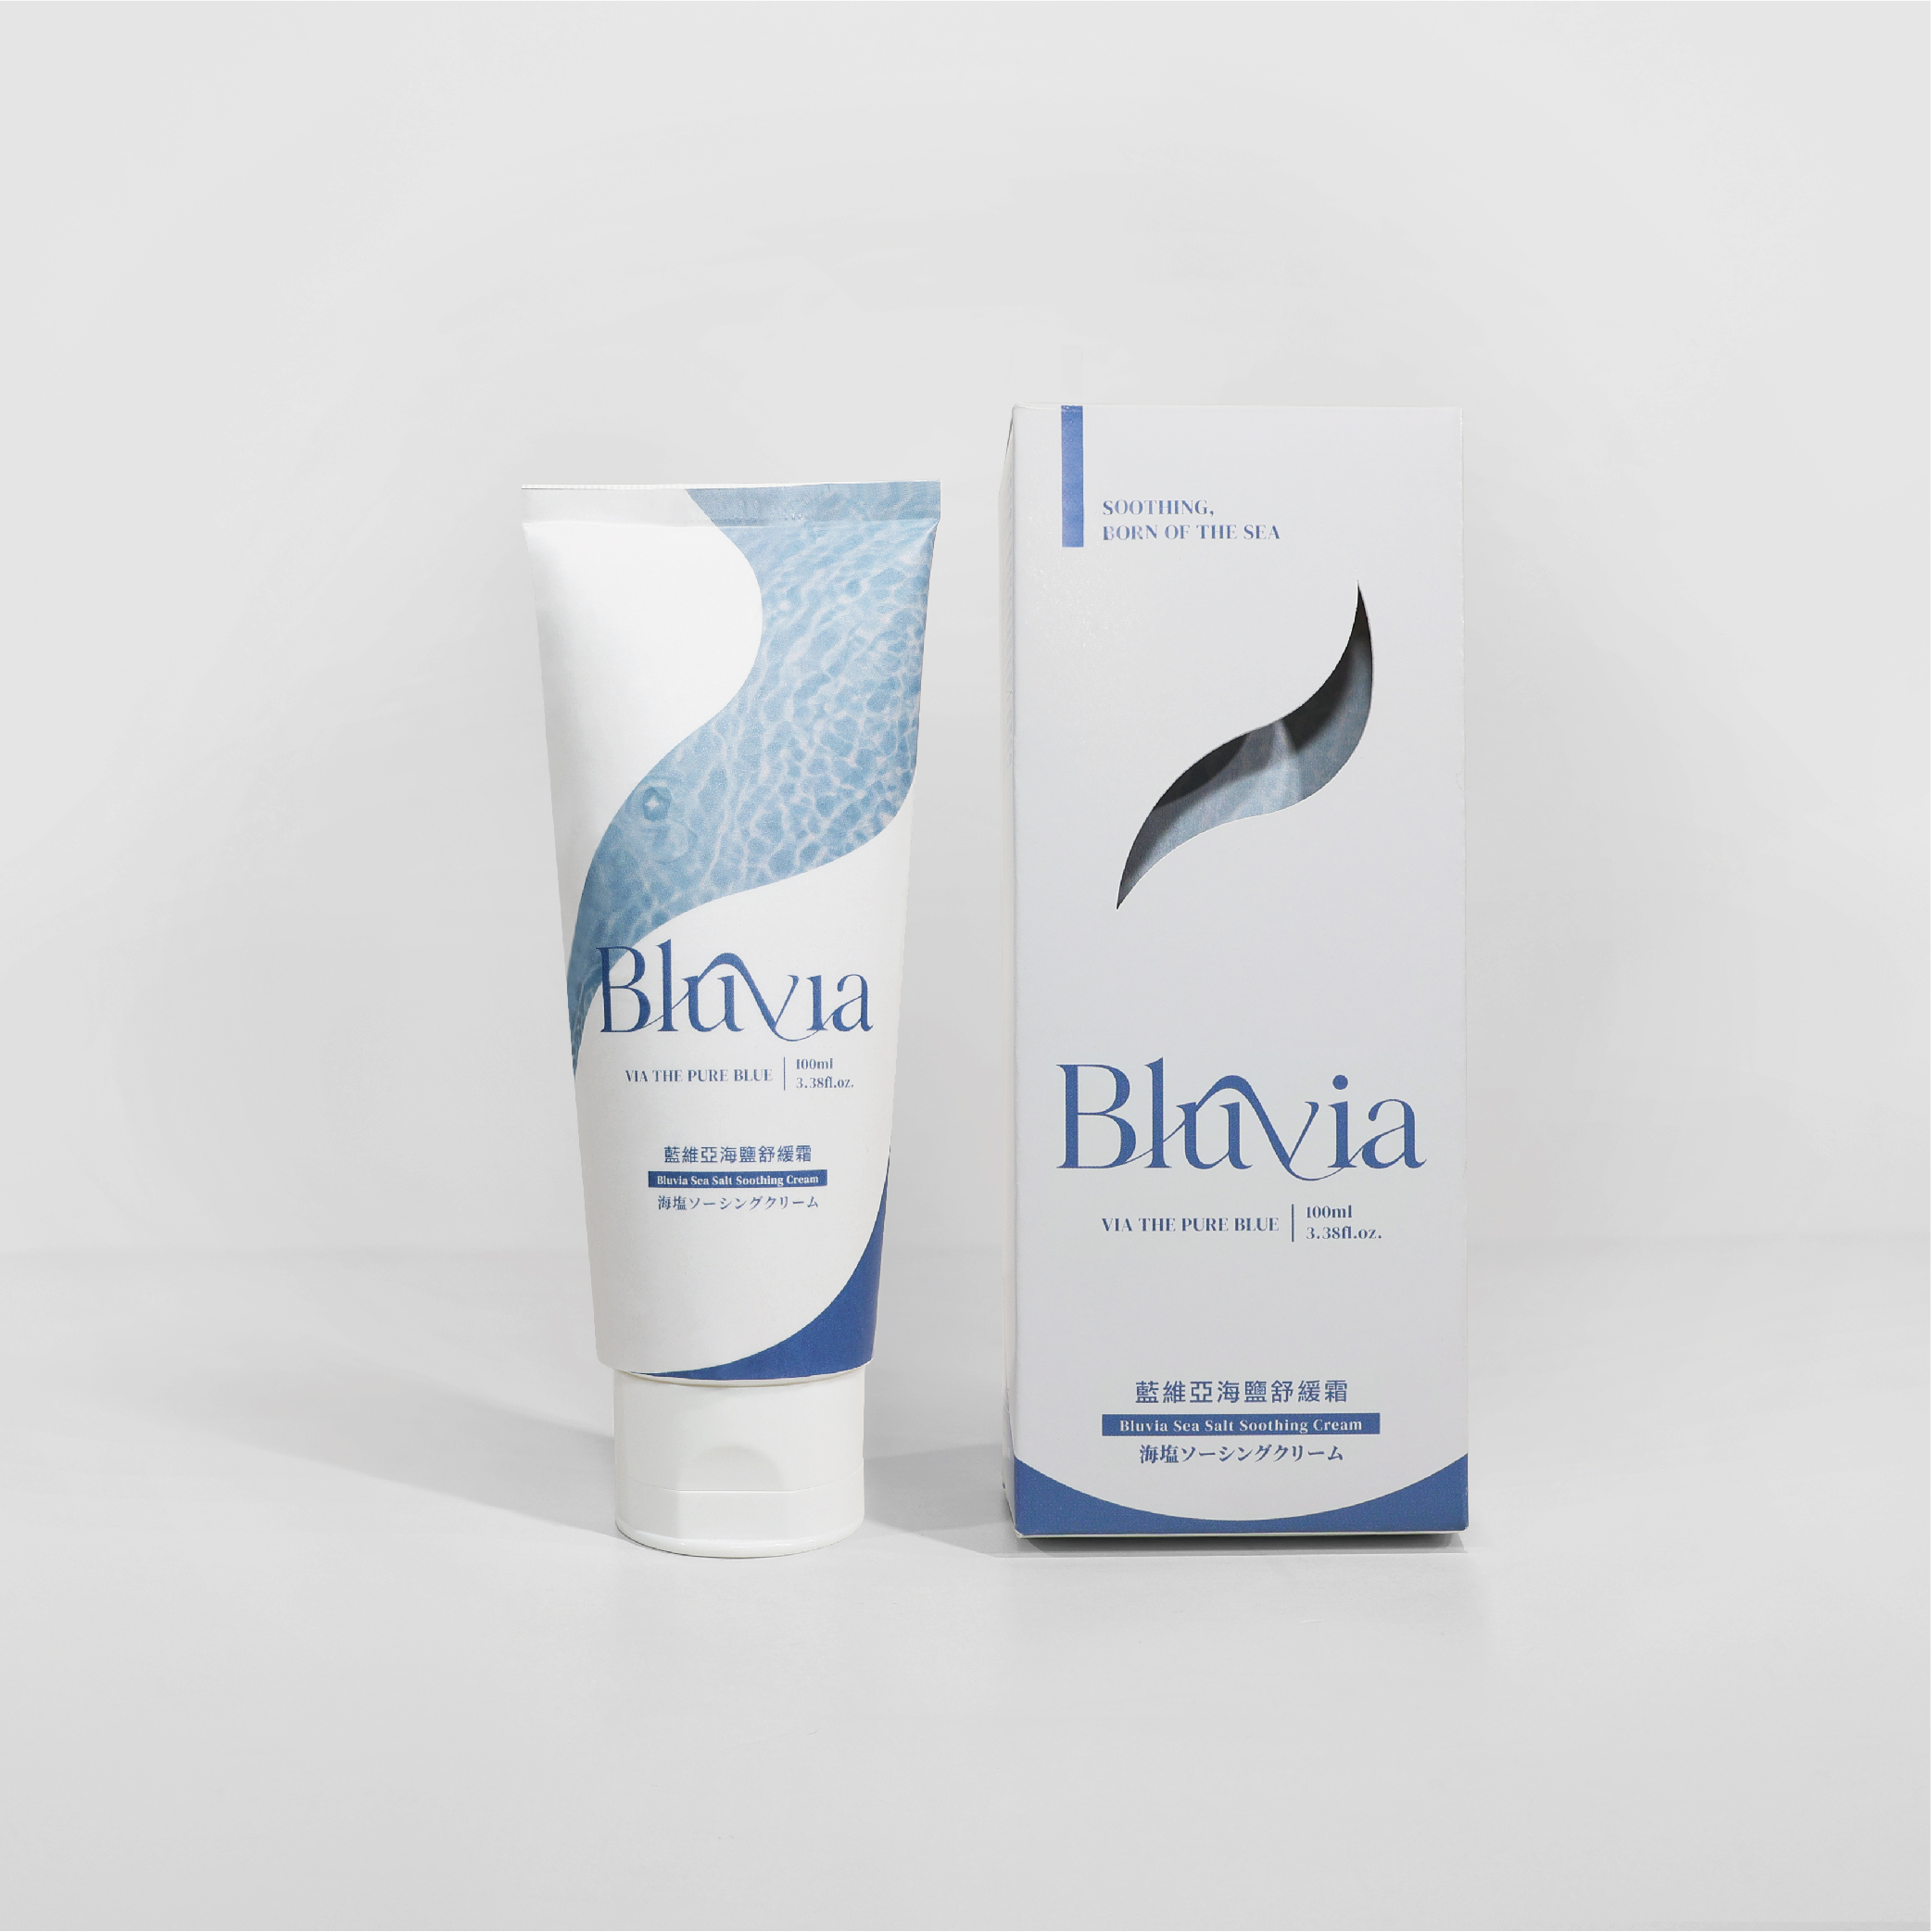 Bluvia
VIA THE PURE BLUE
100ml
3.38fl.oz.
藍維亞海鹽舒緩霜
Bluvia Sea Salt Soothing Cream
海塩ソーシングクリーム
SOOTHING,
BORN OF THE SEA
Bluvia
VIA THE PURE BLUE
100ml
3.38fl.oz.
藍維亞海鹽舒緩霜
Bluvia Sea Salt Soothing Cream
海塩ソーシングクリーム